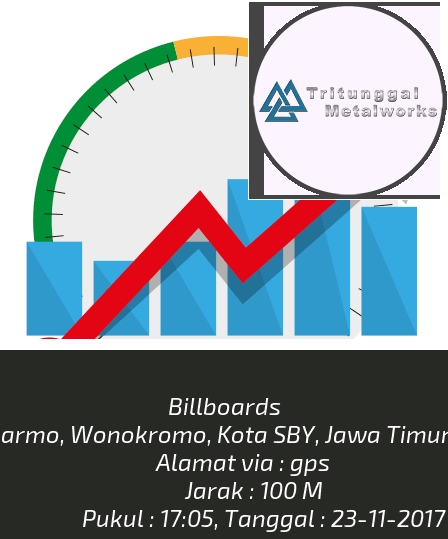 Tritunggal
Metalworks
Billboards
armo, Wonokromo, Kota SBY, Jawa Timur
Alamat via : gps
Jarak : 100 M
Pukul : 17:05, Tanggal : 23-11-2017